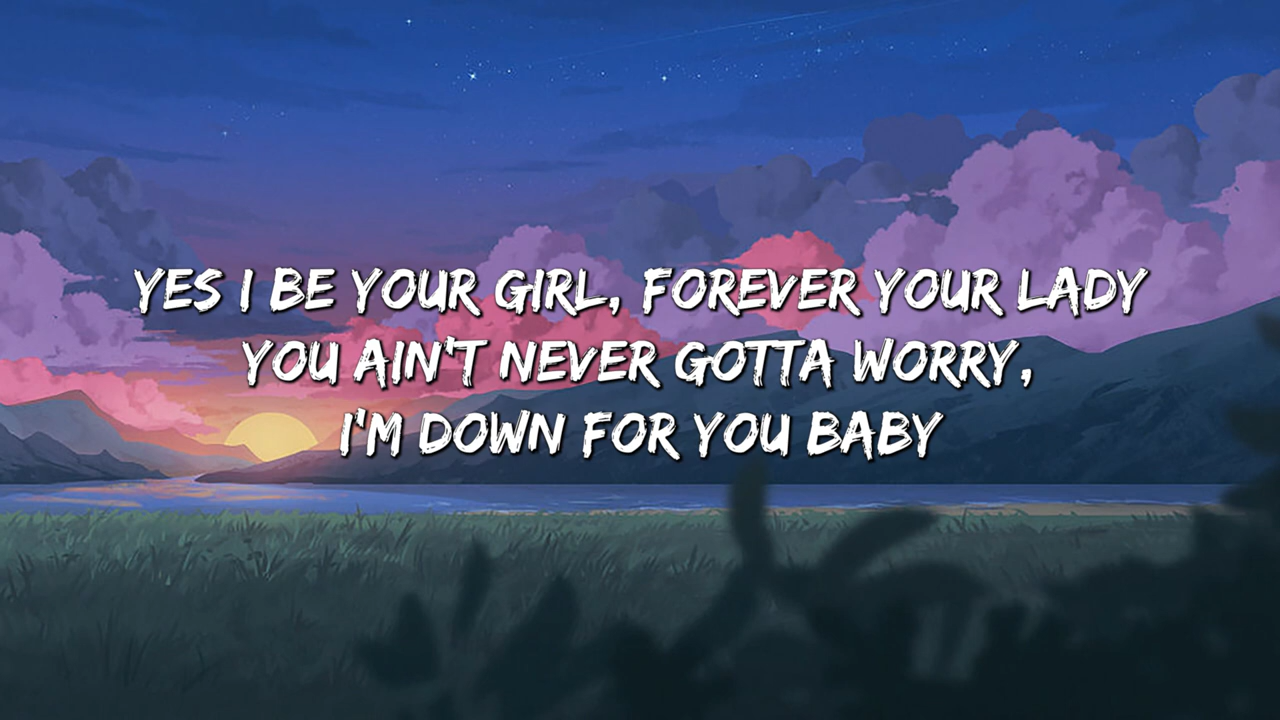 YES I BE YOUR GIRL, FOREVER YOUR LADY
YOU AIN'T NEVER GOTTA WORRY,
I'M DOWN FOR YOU BABY